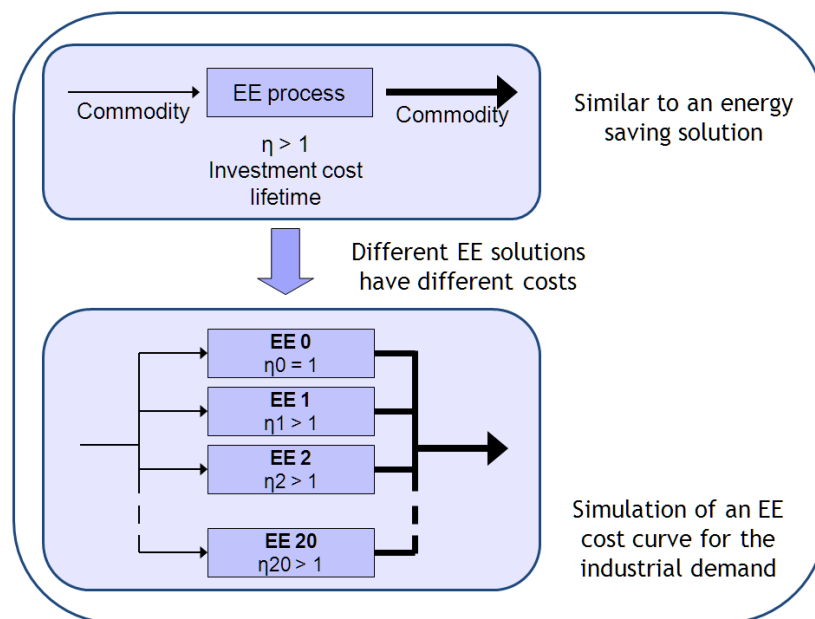 EE process
Commodity
Commodity
η > 1
Investment cost
lifetime
Similar to an energy
saving solution
Different EE solutions
have different costs
EE 0
η0 = 1
EE 1
η1 > 1
EE 2
η2 > 1
EE 20
η20 > 1
Simulation of an EE
cost curve for the
industrial demand